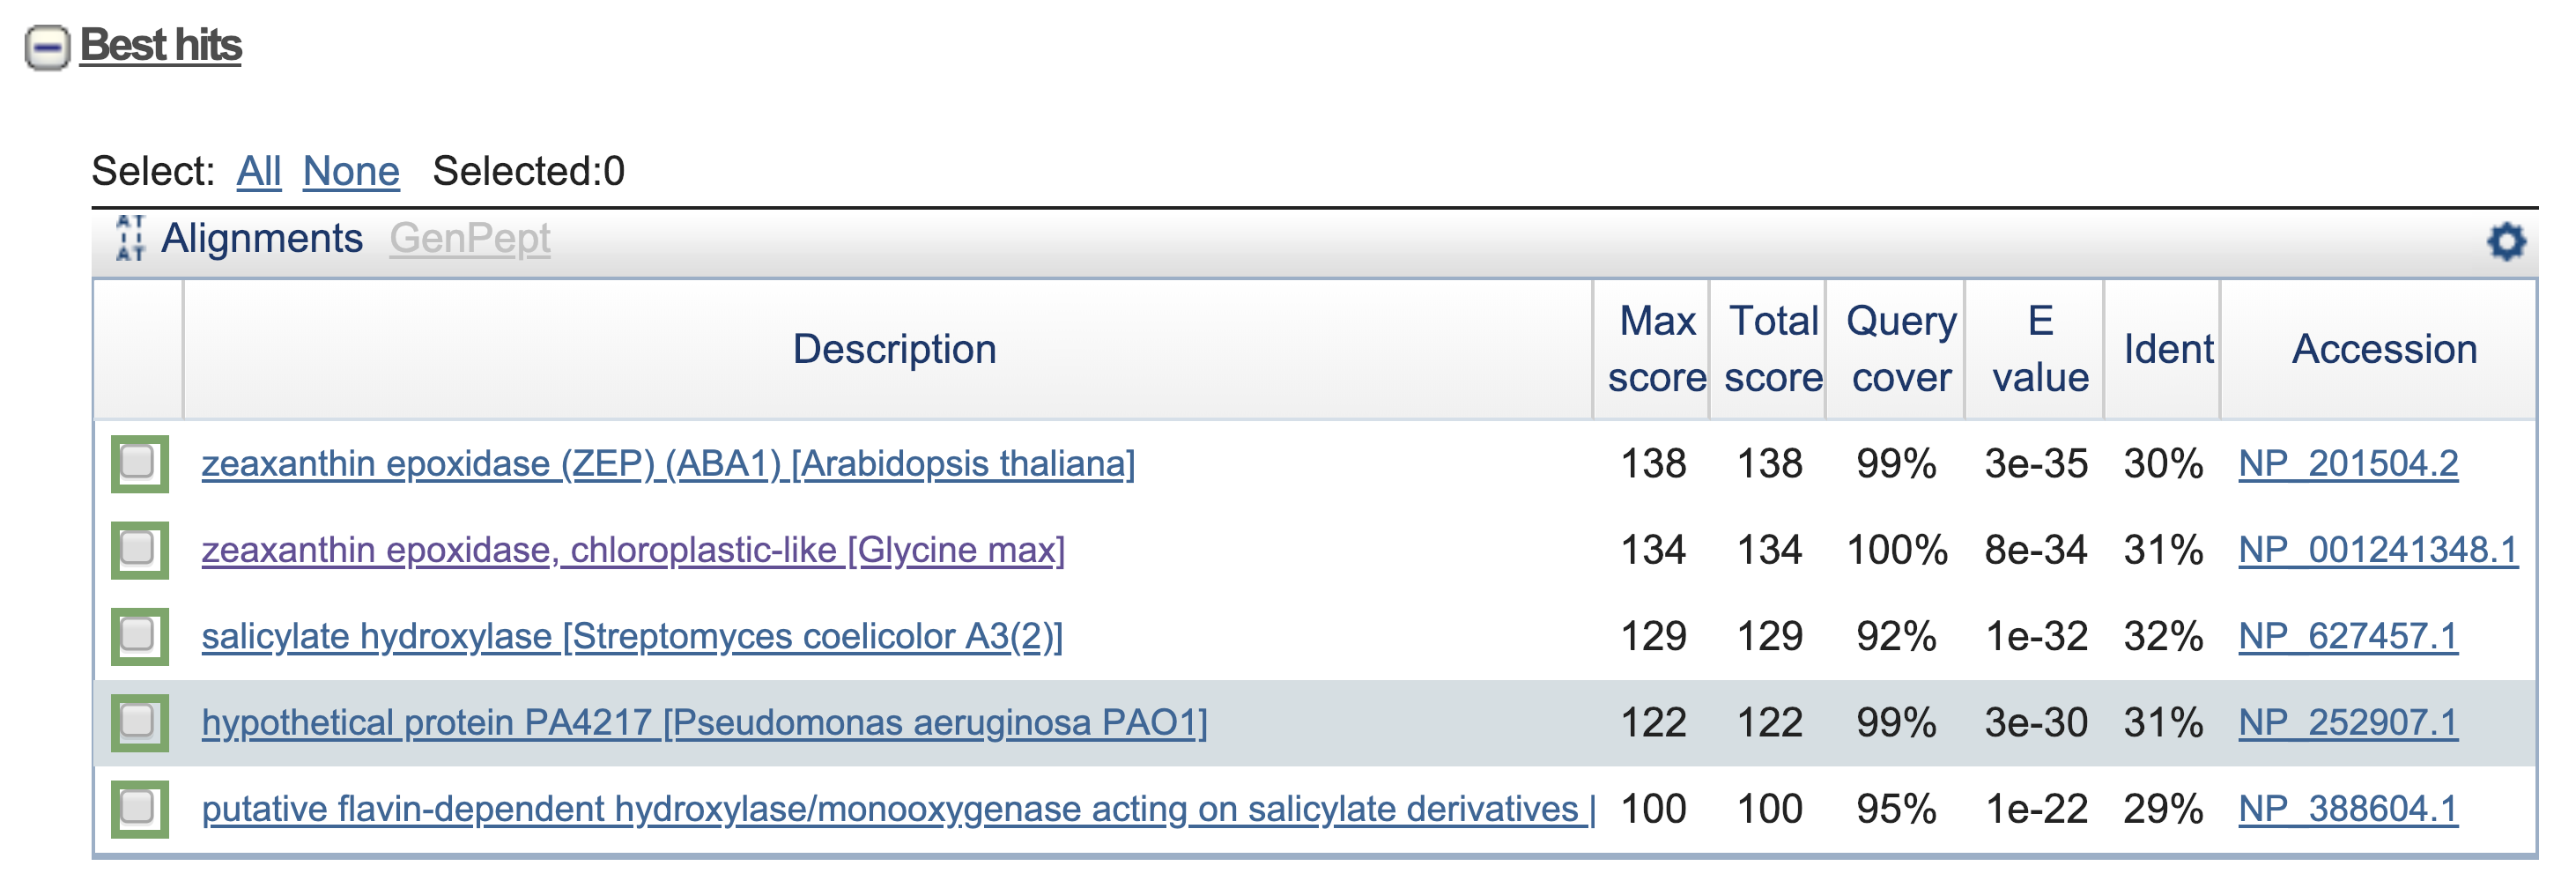 Best hits
Select: All None Selected:0
AT
AT
Alignments GenPept
Description Max score Total score Query cover E value Ident Accession
zeaxanthin epoxidase (ZEP) (ABA1) [Arabidopsis thaliana] 138 138 99% 3e-35 30% NP_201504.2
zeaxanthin epoxidase, chloroplastic-like [Glycine max] 134 134 100% 8e-34 31% NP_001241348.1
salicylate hydroxylase [Streptomyces coelicolor A3(2)] 129 129 92% 1e-32 32% NP_627457.1
hypothetical protein PA4217 [Pseudomonas aeruginosa PAO1] 122 122 99% 3e-30 31% NP_252907.1
putative flavin-dependent hydroxylase/monooxygenase acting on salicylate derivatives | 100 100 95% 1e-22 29% NP_388604.1